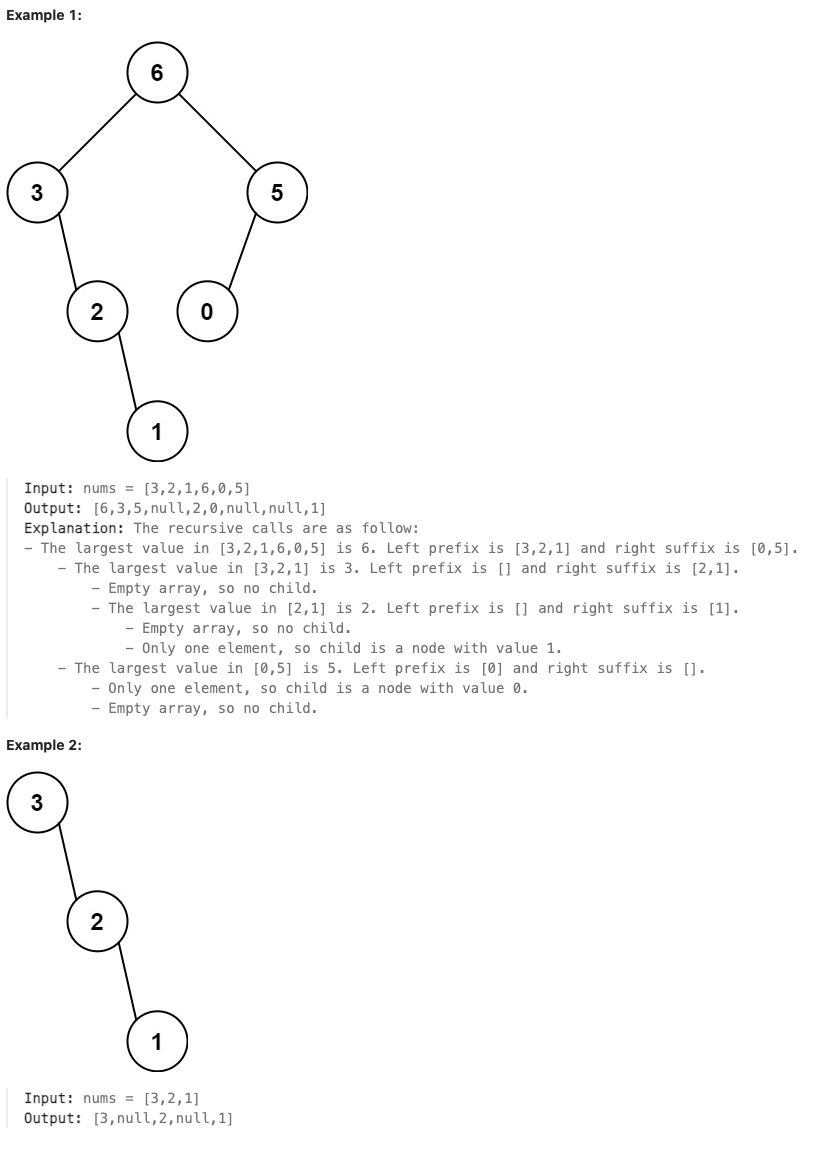 Example 1:
6
3
5
2
0
1
Input: nums = [3,2,1,6,0,5]
Output: [6,3,5,null,2,0,null,null,1]
Explanation: The recursive calls are as follow:
- The largest value in [3,2,1,6,0,5] is 6. Left prefix is [3,2,1] and right suffix is [0,5].
- The largest value in [3,2,1] is 3. Left prefix is [] and right suffix is [2,1].
- Empty array, so no child.
- The largest value in [2,1] is 2. Left prefix is [] and right suffix is [1].
- Empty array, so no child.
- Only one element, so child is a node with value 1.
- The largest value in [0,5] is 5. Left prefix is [0] and right suffix is [].
- Only one element, so child is a node with value 0.
- Empty array, so no child.
Example 2:
3
2
1
Input: nums = [3,2,1]
Output: [3,null,2,null,1]